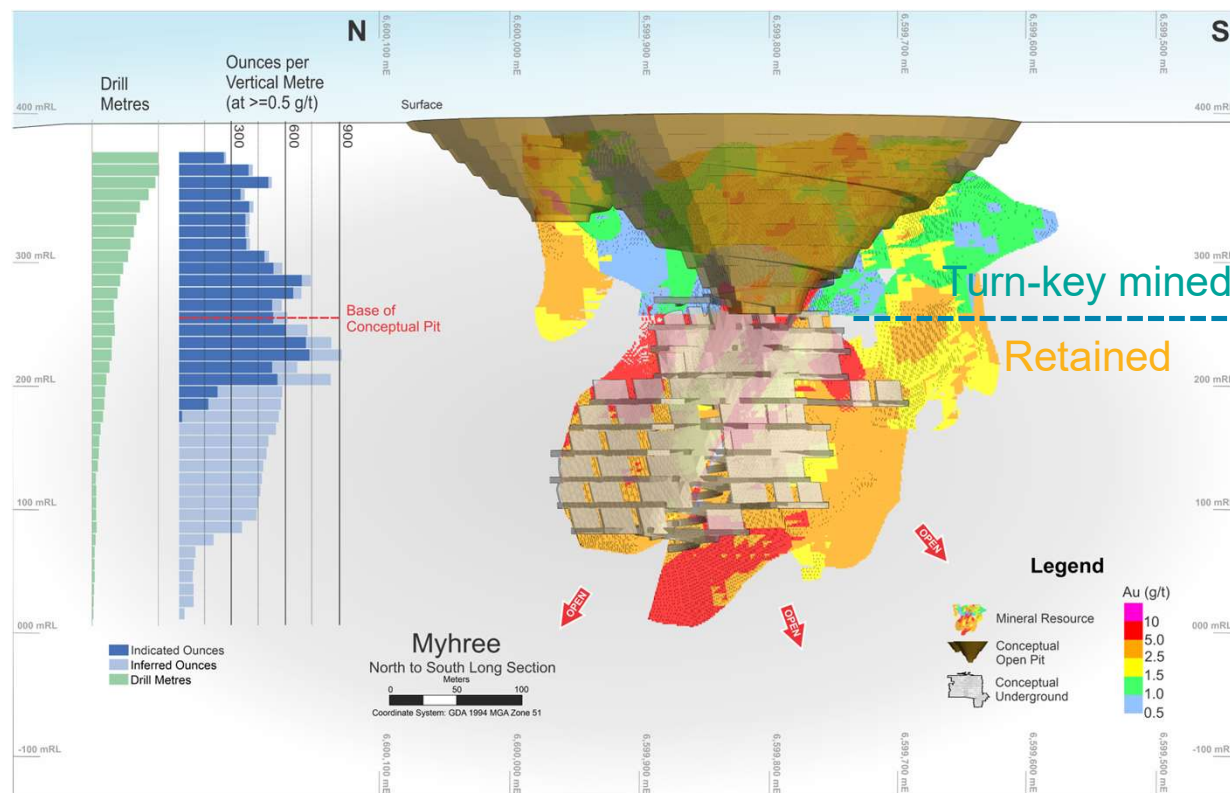 N
S
6,600,100 mE
6,600,000 mE
6,599,900 mE
6,599,800 mE
6,599,700 mE
6,599,600 mE
6,599,500 mE
Drill
Metres
Ounces per
Vertical Metre
(at >=0.5 g/t)
300
600
900
Surface
400 mRL
400 mRL
300 mRL
300 mRL
Turn-key mined
Base of
Conceptual Pit
Retained
200 mRL
200 mRL
100 mRL
100 mRL
OPEN
OPEN
OPEN
000 mRL
000 mRL
Indicated Ounces
Inferred Ounces
Drill Metres
Myhree
North to South Long Section
Meters
0 50 100
Coordinate System: GDA 1994 MGA Zone 51
Legend
Mineral Resource
Conceptual
Open Pit
Conceptual
Underground
Au (g/t)
10
5.0
2.5
1.5
1.0
0.5
-100 mRL
-100 mRL
6,600,100 mE
6,600,000 mE
6,599,900 mE
6,599,800 mE
6,599,700 mE
6,599,600 mE
6,599,500 mE